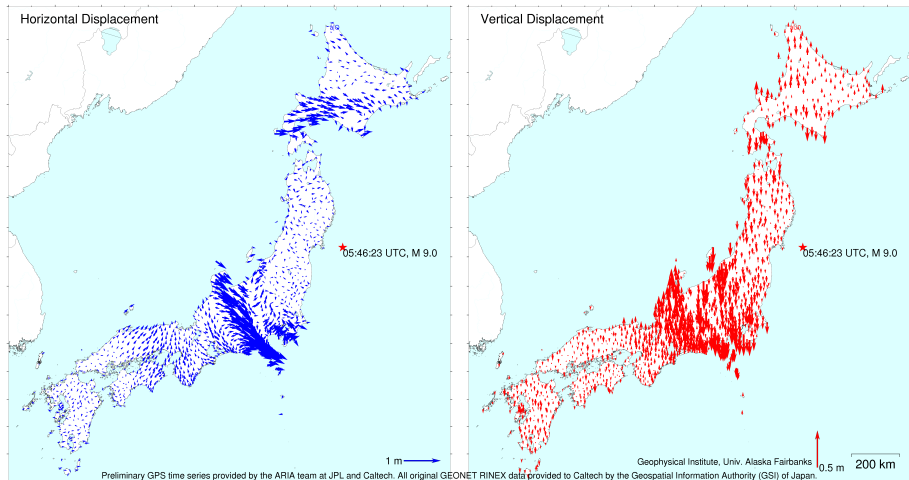 Horizontal Displacement
Vertical Displacement
05:46:23 UTC, M 9.0
05:46:23 UTC, M 9.0
1 m
Geophysical Institute, Univ. Alaska Fairbanks
0.5 m
200 km
Preliminary GPS time series provided by the ARIA team at JPL and Caltech. All original GEONET RINEX data provided to Caltech by the Geospatial Information Authority (GSI) of Japan.